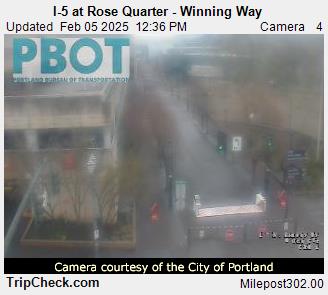 I-5 at Rose Quarter - Winning Way
Updated Feb 05 2025 12:36 PM Camera 4
PBOT
PORTLAND BUREAU OF TRANSPORTATION
Camera courtesy of the City of Portland
TripCheck.com Milepost302.00